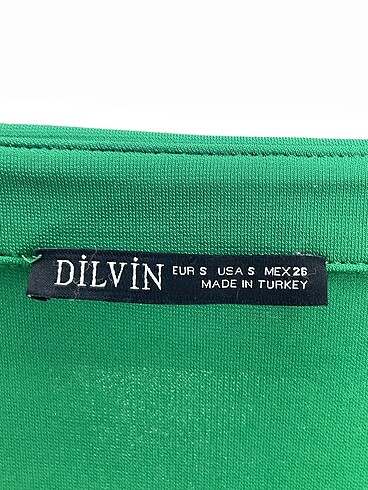 DİLVİN
EUR S USA S MEX 26
MADE IN TURKEY